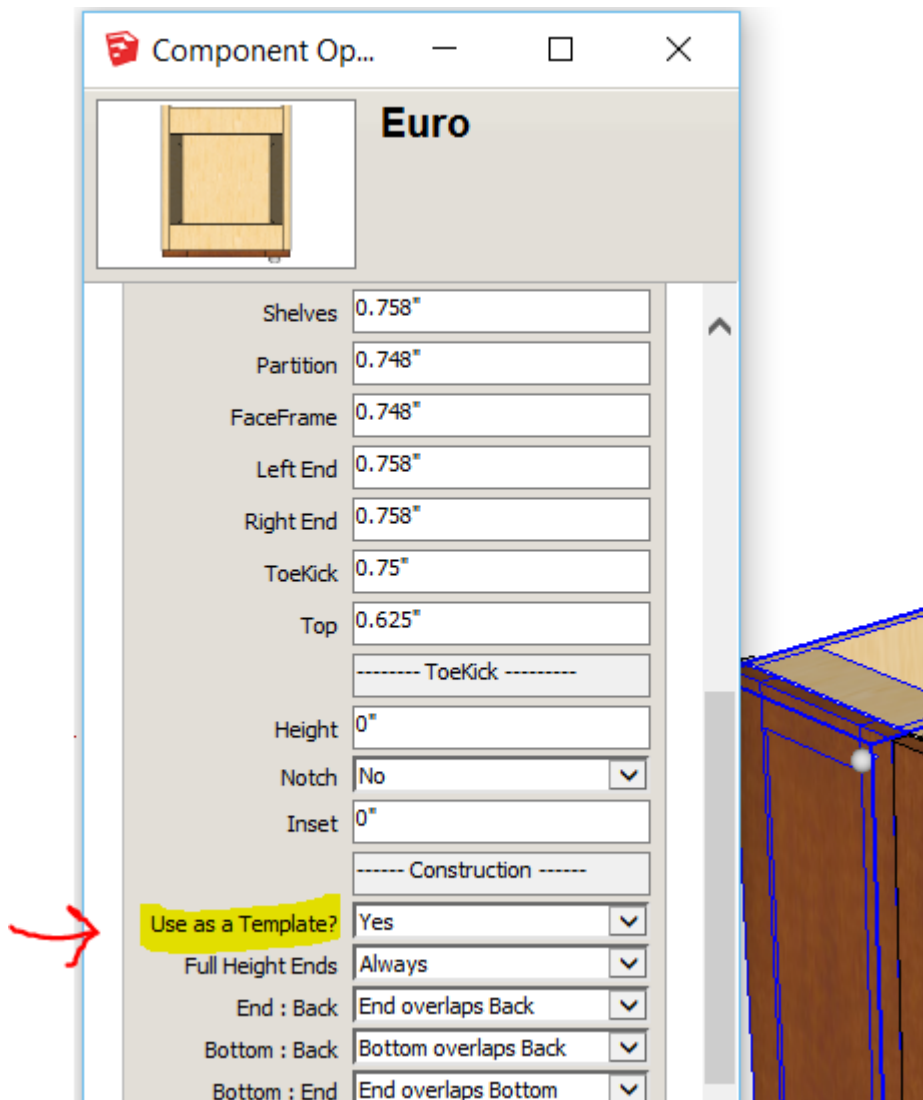 Component Op...
Euro
Shelves 0.758"
Partition 0.748"
FaceFrame 0.748"
Left End 0.758"
Right End 0.758"
ToeKick 0.75"
Top 0.625"
-------- ToeKick ---------
Height 0"
Notch No
Inset 0"
------ Construction ------
Use as a Template? Yes
Full Height Ends Always
End : Back End overlaps Back
Bottom : Back Bottom overlaps Back
Bottom : End End overlaps Bottom